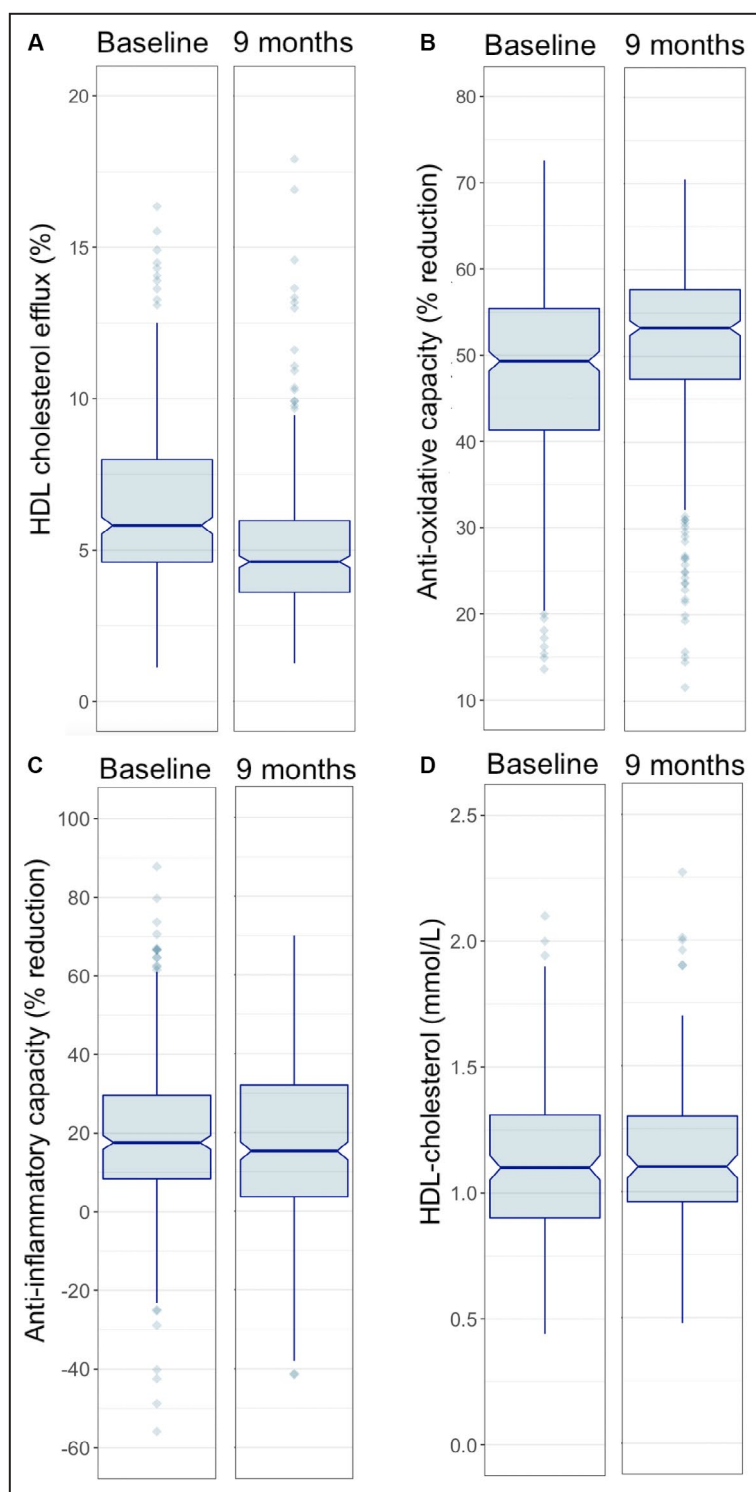 A
Baseline
9 months
HDL cholesterol efflux (%)
20
15
10
5
0
B
Baseline
9 months
Anti-oxidative capacity (% reduction)
80
70
60
50
40
30
20
10
C
Baseline
9 months
Anti-inflammatory capacity (% reduction)
100
80
60
40
20
0
-20
-40
-60
D
Baseline
9 months
HDL-cholesterol (mmol/L)
2.5
2.0
1.5
1.0
0.5
0.0